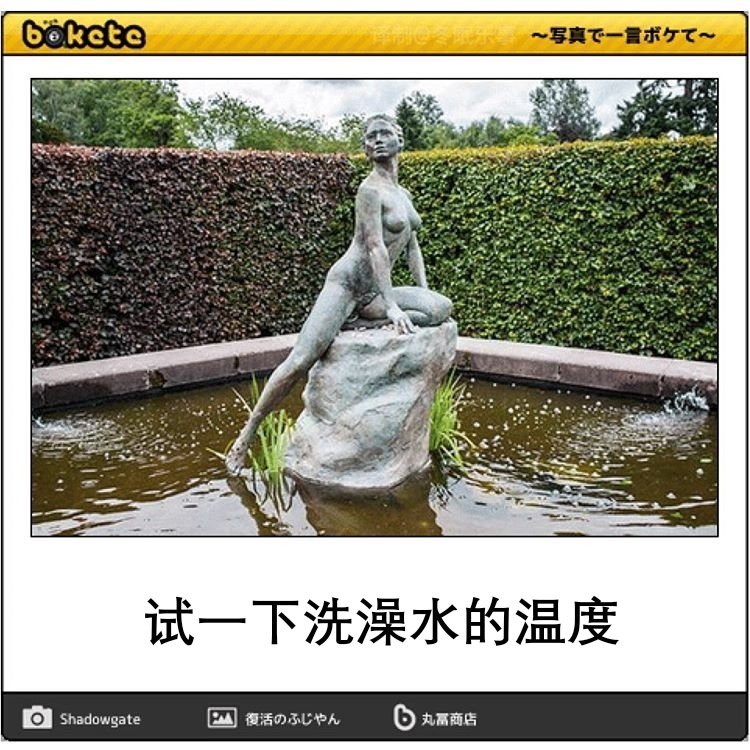 bokete
译制@冬眠乐馨
～写真で一言ボケて～
试一下洗澡水的温度
Shadowgate
復活のふじやん
丸冨商店